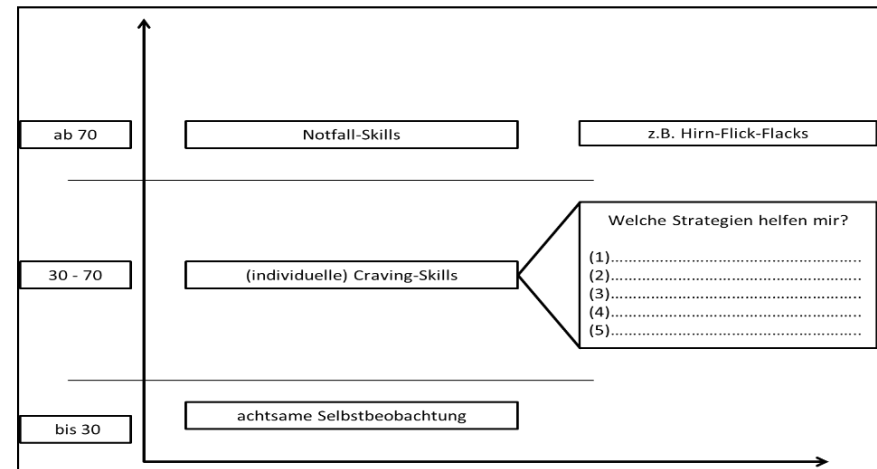 ab 70
Notfall-Skills
z.B. Hirn-Flick-Flacks
Welche Strategien helfen mir?
(1)................................................
(2)................................................
(3)................................................
(4)................................................
(5)................................................
30 - 70
(individuelle) Craving-Skills
achtsame Selbstbeobachtung
bis 30